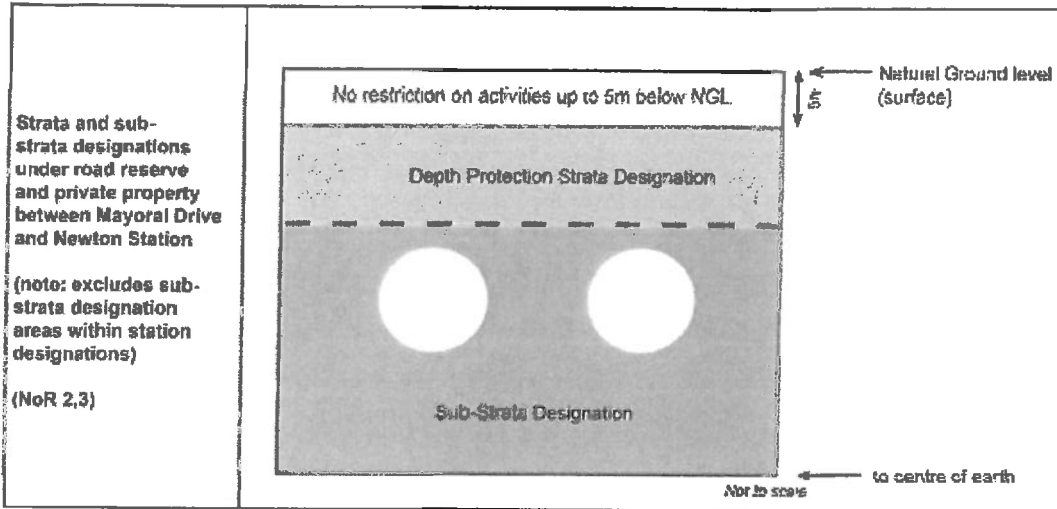 Strata and sub-
strata designations
under road reserve
and private property
between Mayoral Drive
and Newton Station
(note: excludes sub-
strata designation
areas within station
designations)
(NoR 2,3)
No restriction on activities up to 5m below NGL.
5m
Natural Ground level
(surface)
Depth Protection Strata Designation
Sub-Strata Designation
to centre of earth
Not to scale